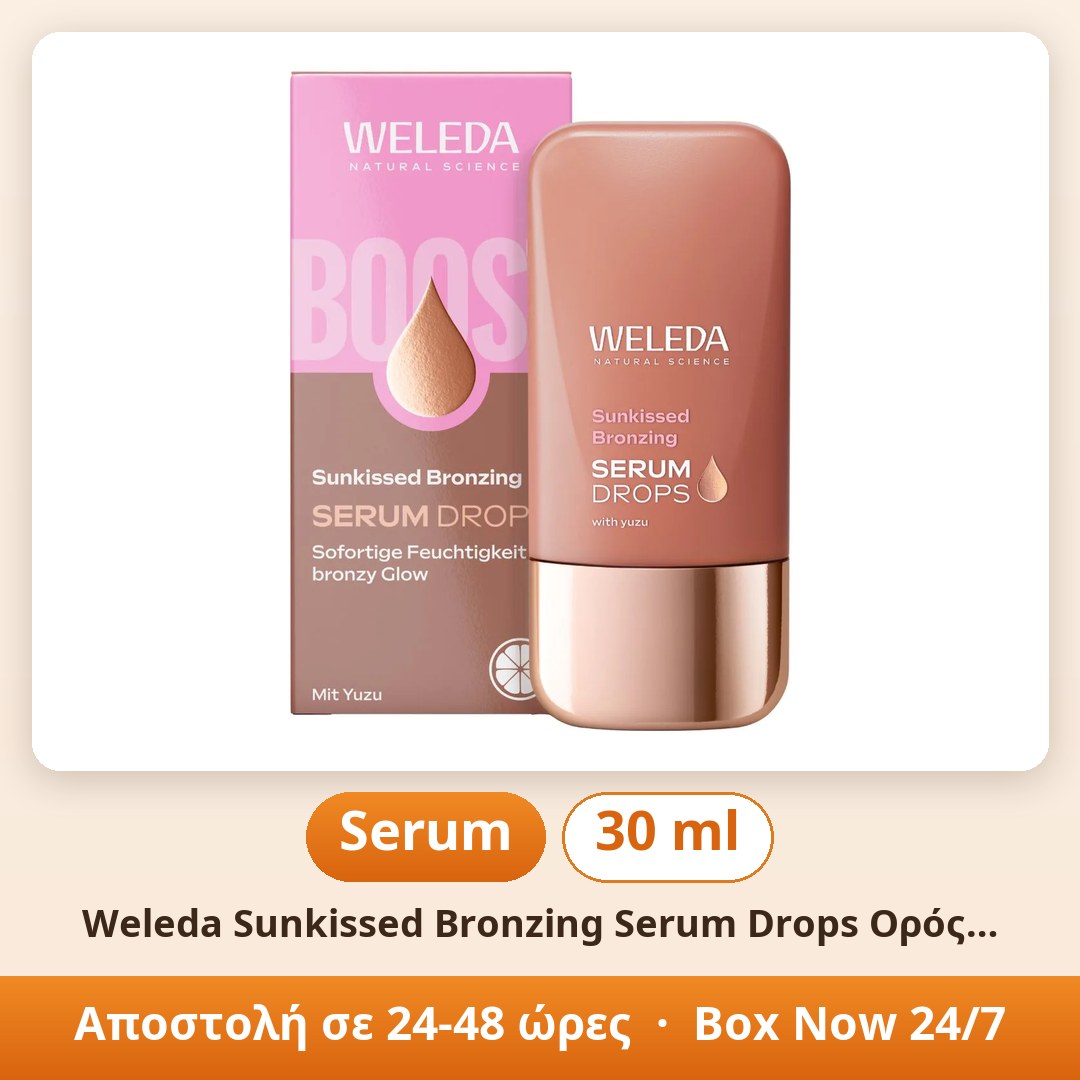 WELEDA
NATURAL SCIENCE
BOOS
Sunkissed Bronzing
SERUM DROP
Sofortige Feuchtigkeit
bronzy Glow
Mit Yuzu
WELEDA
NATURAL SCIENCE
Sunkissed
Bronzing
SERUM
DROPS
with yuzu
Serum
30 ml
Weleda Sunkissed Bronzing Serum Drops Ορός...
Αποστολή σε 24-48 ώρες · Box Now 24/7